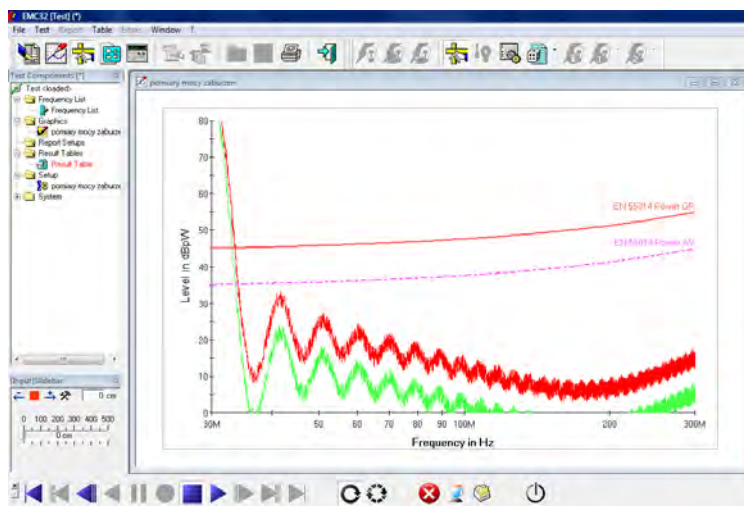 EMC32 [Test] (*)
File Test Report Table Extras Window ?
Test Components [*]
Test <loaded>
Frequency List
Frequency List
Graphics
pomiary mocy zaburzen
Report Setups
Result Tables
Result Table
Setup
pomiary mocy zaburzen
System
pomiary mocy zaburzen
Level in dBpW
80
70
60
50
40
30
20
10
0
EN 55014 Power QP
EN 55014 Power AV
30M 50 60 70 80 90 100M 200 300M
Frequency in Hz
0 cm
0 100 200 300 400 500
0 cm